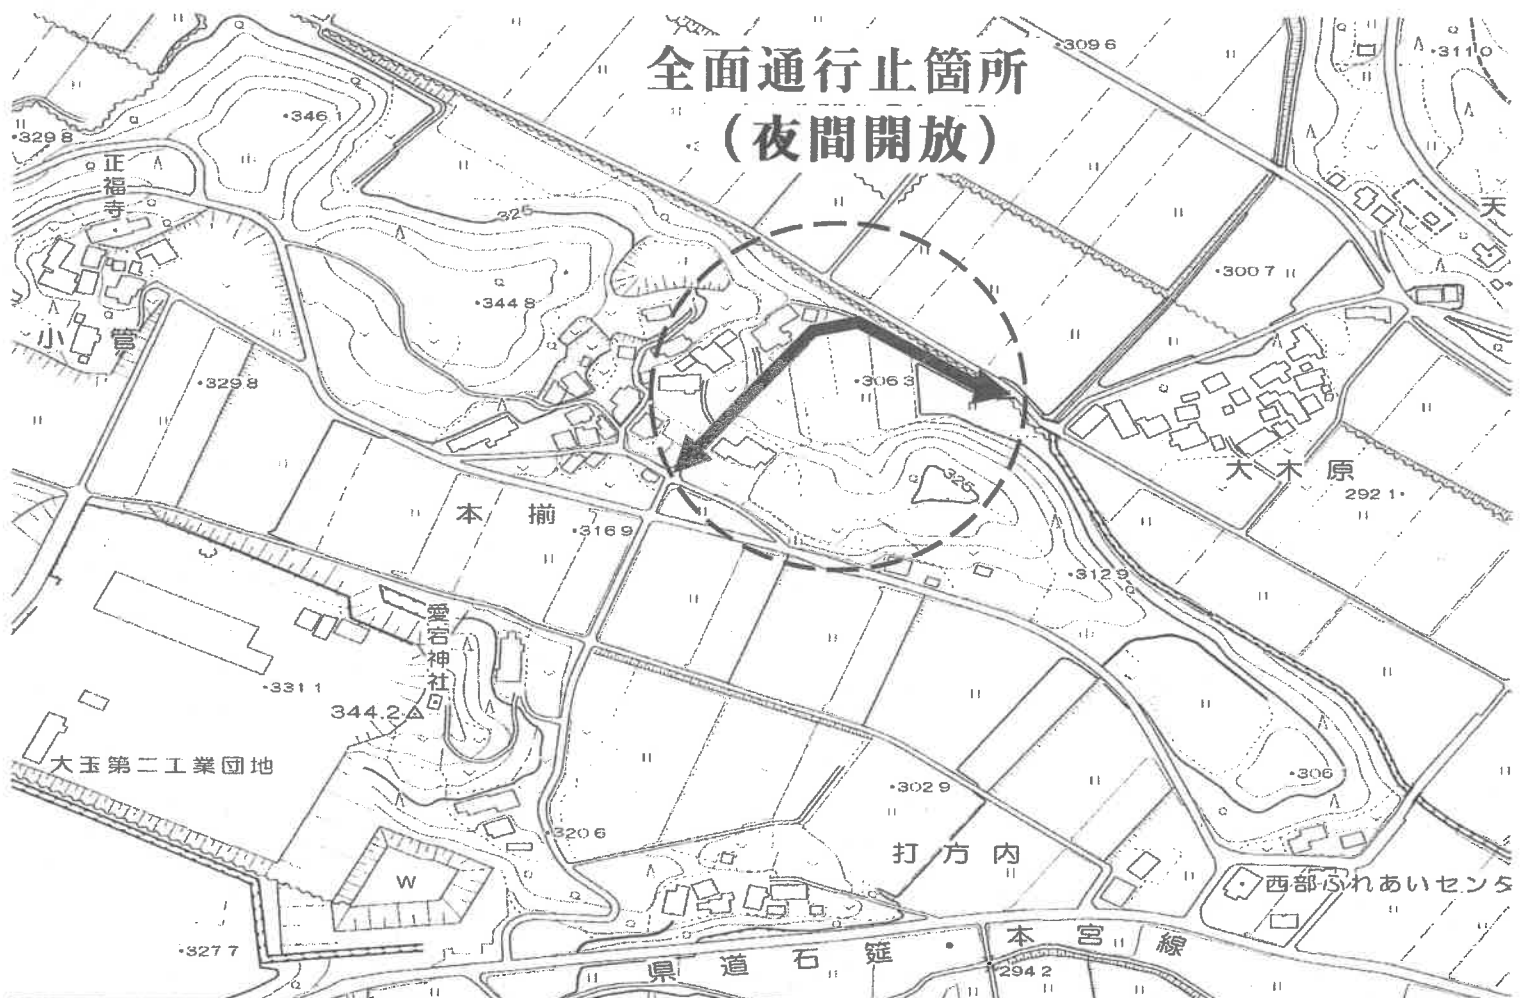 全面通行止箇所
(夜間開放)
・309.6
・311.0
・346.1
・329.8
正福寺
325
天
・300.7
・344.8
小管
・329.8
・306.3
大木原
325
292.1・
本揃
・316.9
・312.9
愛宕神社
・331.1
344.2
大玉第二工業団地
・306
・302.9
・320.6
打方内
W
西部ふれあいセンタ
・327.7
県道石筵本宮線
294.2